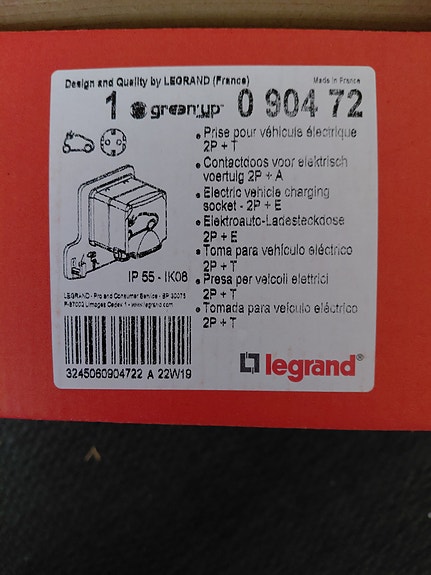 Design and Quality by LEGRAND (France)
Made in France
1 green'up 0 904 72
• Prise pour véhicule électrique
2P + T
• Contactdoos voor elektrisch
voertuig 2P + A
• Electric vehicle charging
socket - 2P + E
• Elektroauto-Ladesteckdose
2P + E
• Toma para vehículo eléctrico
2P + T
• Presa per veicoli elettrici
2P + T
• Tomada para veículo eléctrico
2P + T
IP 55 - IK08
LEGRAND - Pro and Consumer Service - BP 30076
F-87002 Limoges Cedex 1 - www.legrand.com
3245060904722 A 22W19
legrand®